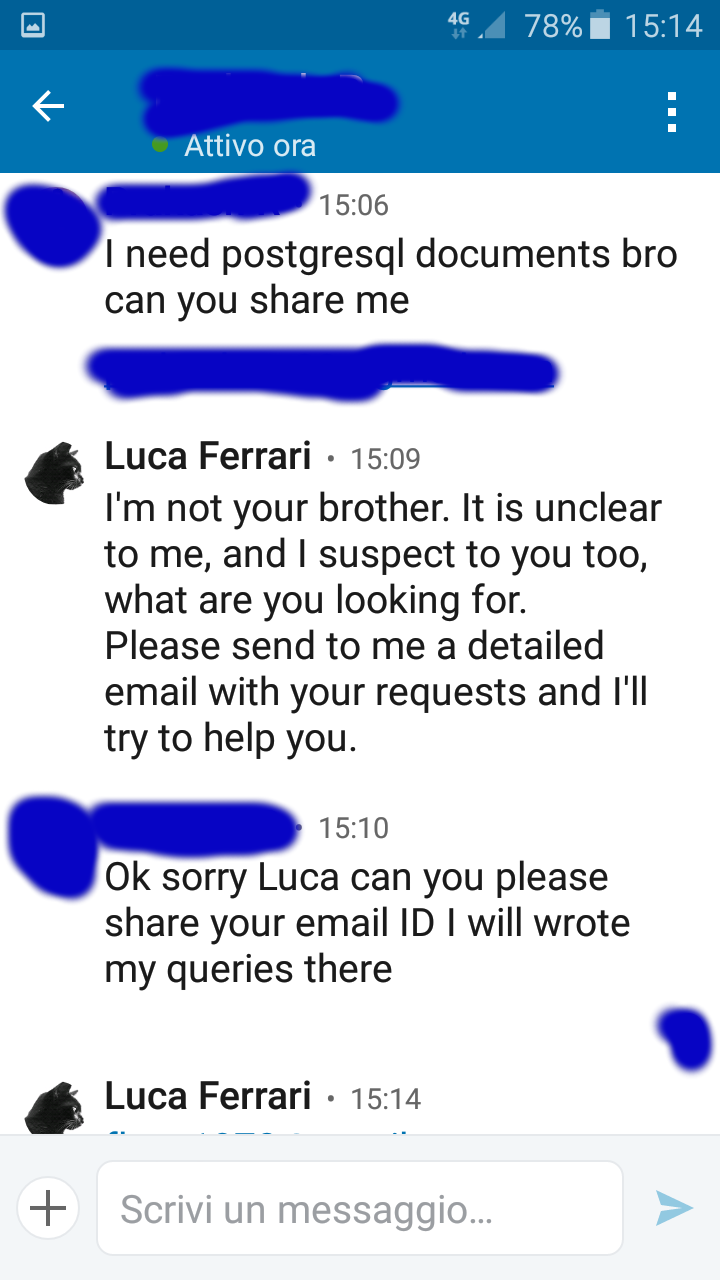 4G 78% 15:14
Attivo ora
15:06
I need postgresql documents bro
can you share me
Luca Ferrari • 15:09
I'm not your brother. It is unclear
to me, and I suspect to you too,
what are you looking for.
Please send to me a detailed
email with your requests and I'll
try to help you.
• 15:10
Ok sorry Luca can you please
share your email ID I will wrote
my queries there
Luca Ferrari • 15:14
Scrivi un messaggio...